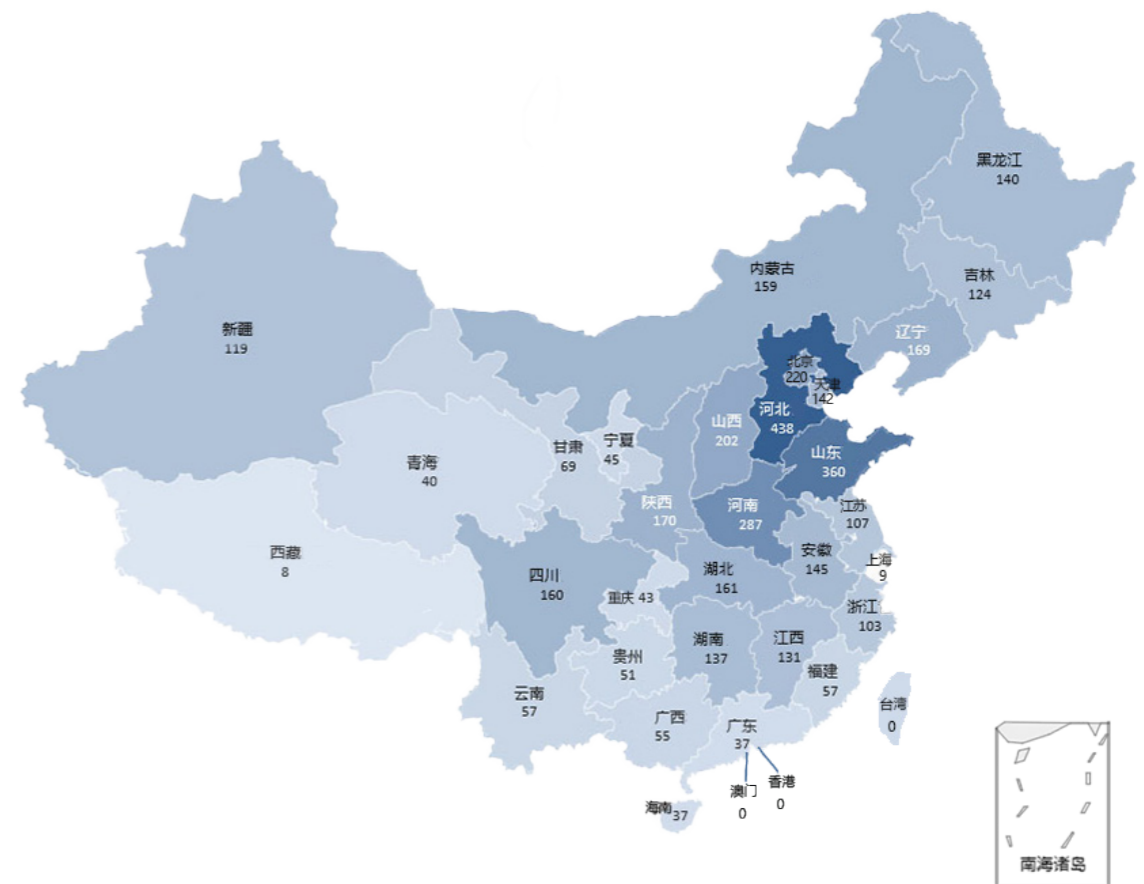 黑龙江
140
内蒙古
159
吉林
124
新疆
119
辽宁
169
北京
220
天津
142
河北
438
山西
202
宁夏
45
甘肃
69
青海
40
山东
360
陕西
170
河南
287
江苏
107
西藏
8
四川
160
湖北
161
安徽
145
上海
9
重庆 43
浙江
103
湖南
137
江西
131
贵州
51
福建
57
云南
57
广西
55
广东
37
台湾
0
澳门
0
香港
0
海南 37
南海诸岛